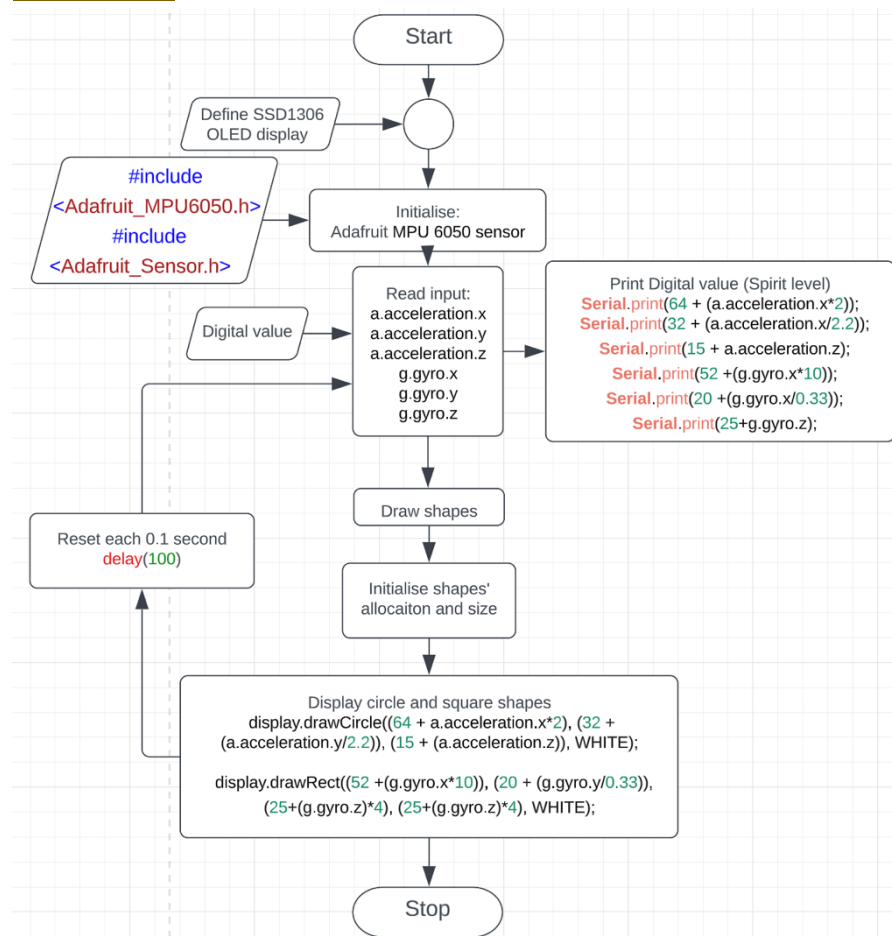 Start
Define SSD1306
OLED display
#include
<Adafruit_MPU6050.h>
#include
<Adafruit_Sensor.h>
Initialise:
Adafruit MPU 6050 sensor
Digital value
Read input:
a.acceleration.x
a.acceleration.y
a.acceleration.z
g.gyro.x
g.gyro.y
g.gyro.z
Print Digital value (Spirit level)
Serial.print(64 + (a.acceleration.x*2));
Serial.print(32 + (a.acceleration.x/2.2));
Serial.print(15 + a.acceleration.z);
Serial.print(52 +(g.gyro.x*10));
Serial.print(20 +(g.gyro.x/0.33));
Serial.print(25+g.gyro.z);
Draw shapes
Reset each 0.1 second
delay(100)
Initialise shapes'
allocaiton and size
Display circle and square shapes
display.drawCircle((64 + a.acceleration.x*2), (32 +
(a.acceleration.y/2.2)), (15 + (a.acceleration.z)), WHITE);
display.drawRect((52 +(g.gyro.x*10)), (20 + (g.gyro.y/0.33)),
(25+(g.gyro.z)*4), (25+(g.gyro.z)*4), WHITE);
Stop